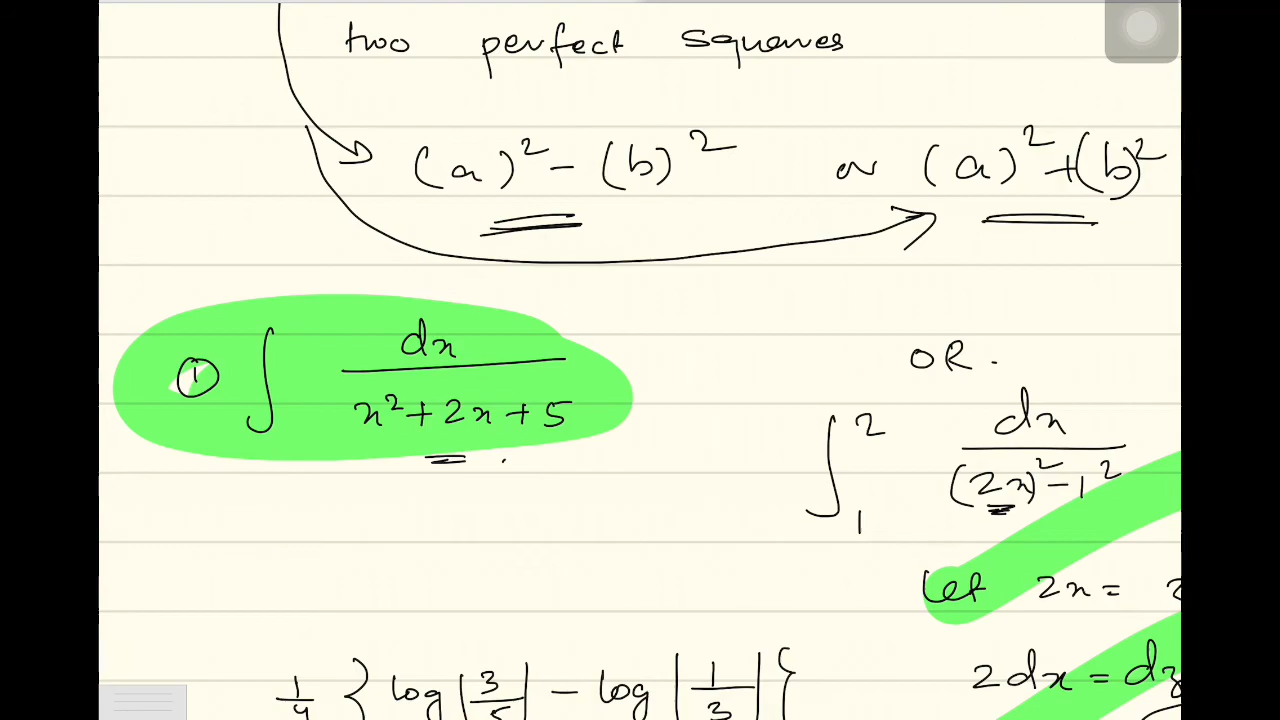 two perfect squares
(a)² − (b)² or (a)² + (b)²
① ∫ dx / (x² + 2x + 5)
OR.
∫₁² dx / ((2x)² − 1²)
Let 2x = z
2dx = dz
1/4 { log |3/5| − log |1/3| }